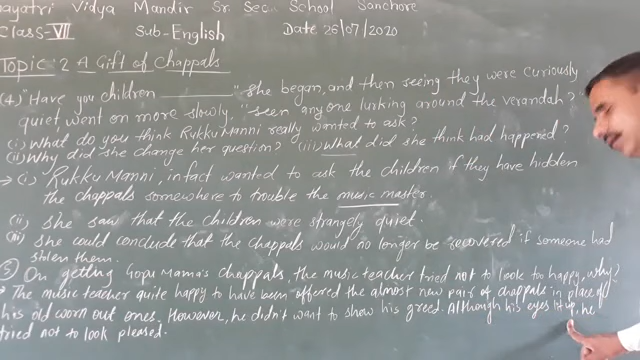 Gayatri Vidya Mandir Sr. Sec. School Sanchore
Class-VII Sub-English Date 26/07/2020
Topic: 2 A Gift of Chappals
(4) "Have you children ________" she began, and then seeing they were curiously
quiet went on more slowly. "seen any one lurking around the verandah?
(i) What do you think Rukku Manni really wanted to ask?
(ii) Why did she change her question? (iii) What did she think had happened?
→ (i) Rukku Manni, infact wanted to ask the children if they have hidden
the chappals somewhere to trouble the music master.
(ii) She saw that the children were strangely quiet.
(iii) She could conclude that the chappals would no longer be recovered if someone had
stolen them.
(5) On getting Gopu Mama's chappals, the music teacher tried not to look too happy, why?
→ The music teacher quite happy to have been offered the almost new pair of chappals in place of
his old worn out ones. However, he didn't want to show his greed. Although his eyes lit up, he
tried not to look pleased.